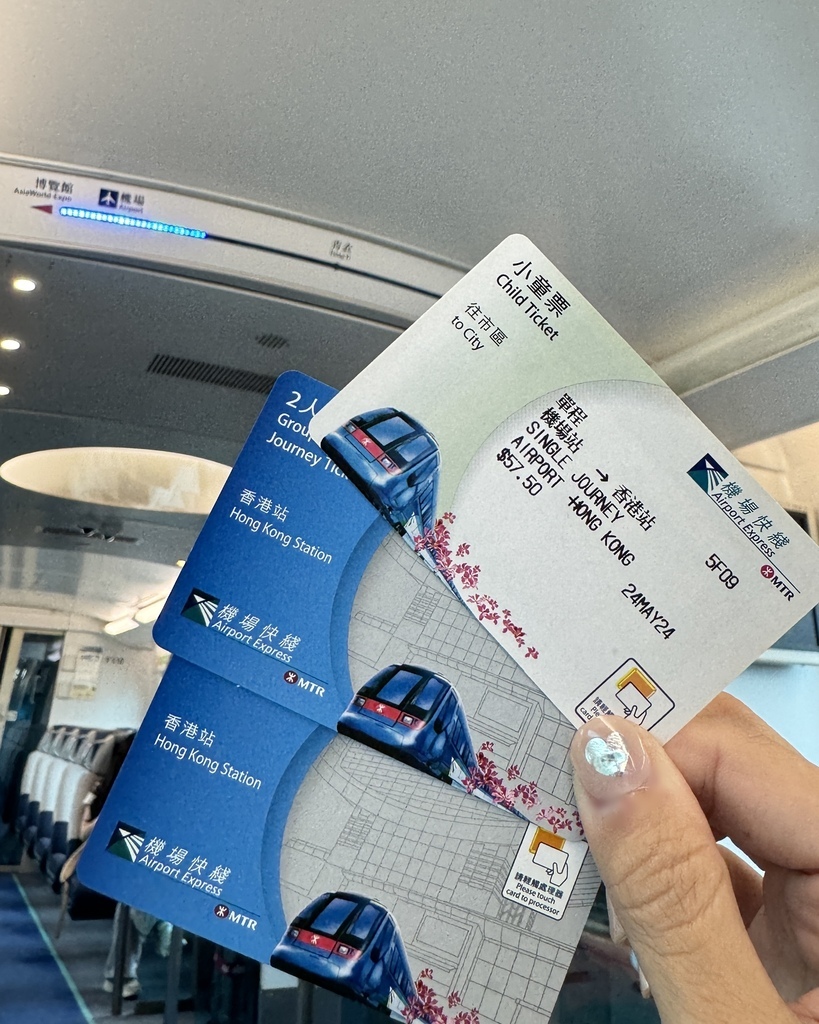 博覽館
AsiaWorld-Expo
機場
Airport
青衣
小童票
Child Ticket
往市區
to City
單程
機場站 → 香港站
SINGLE JOURNEY
AIRPORT HONG KONG
$57.50
機場快綫
Airport Express
MTR
5F09
24MAY24
2人
Journey
香港站
Hong Kong Station
機場快綫
Airport Express
MTR
香港站
Hong Kong Station
機場快綫
Airport Express
MTR
請輕觸處理器
Please touch
card to processor